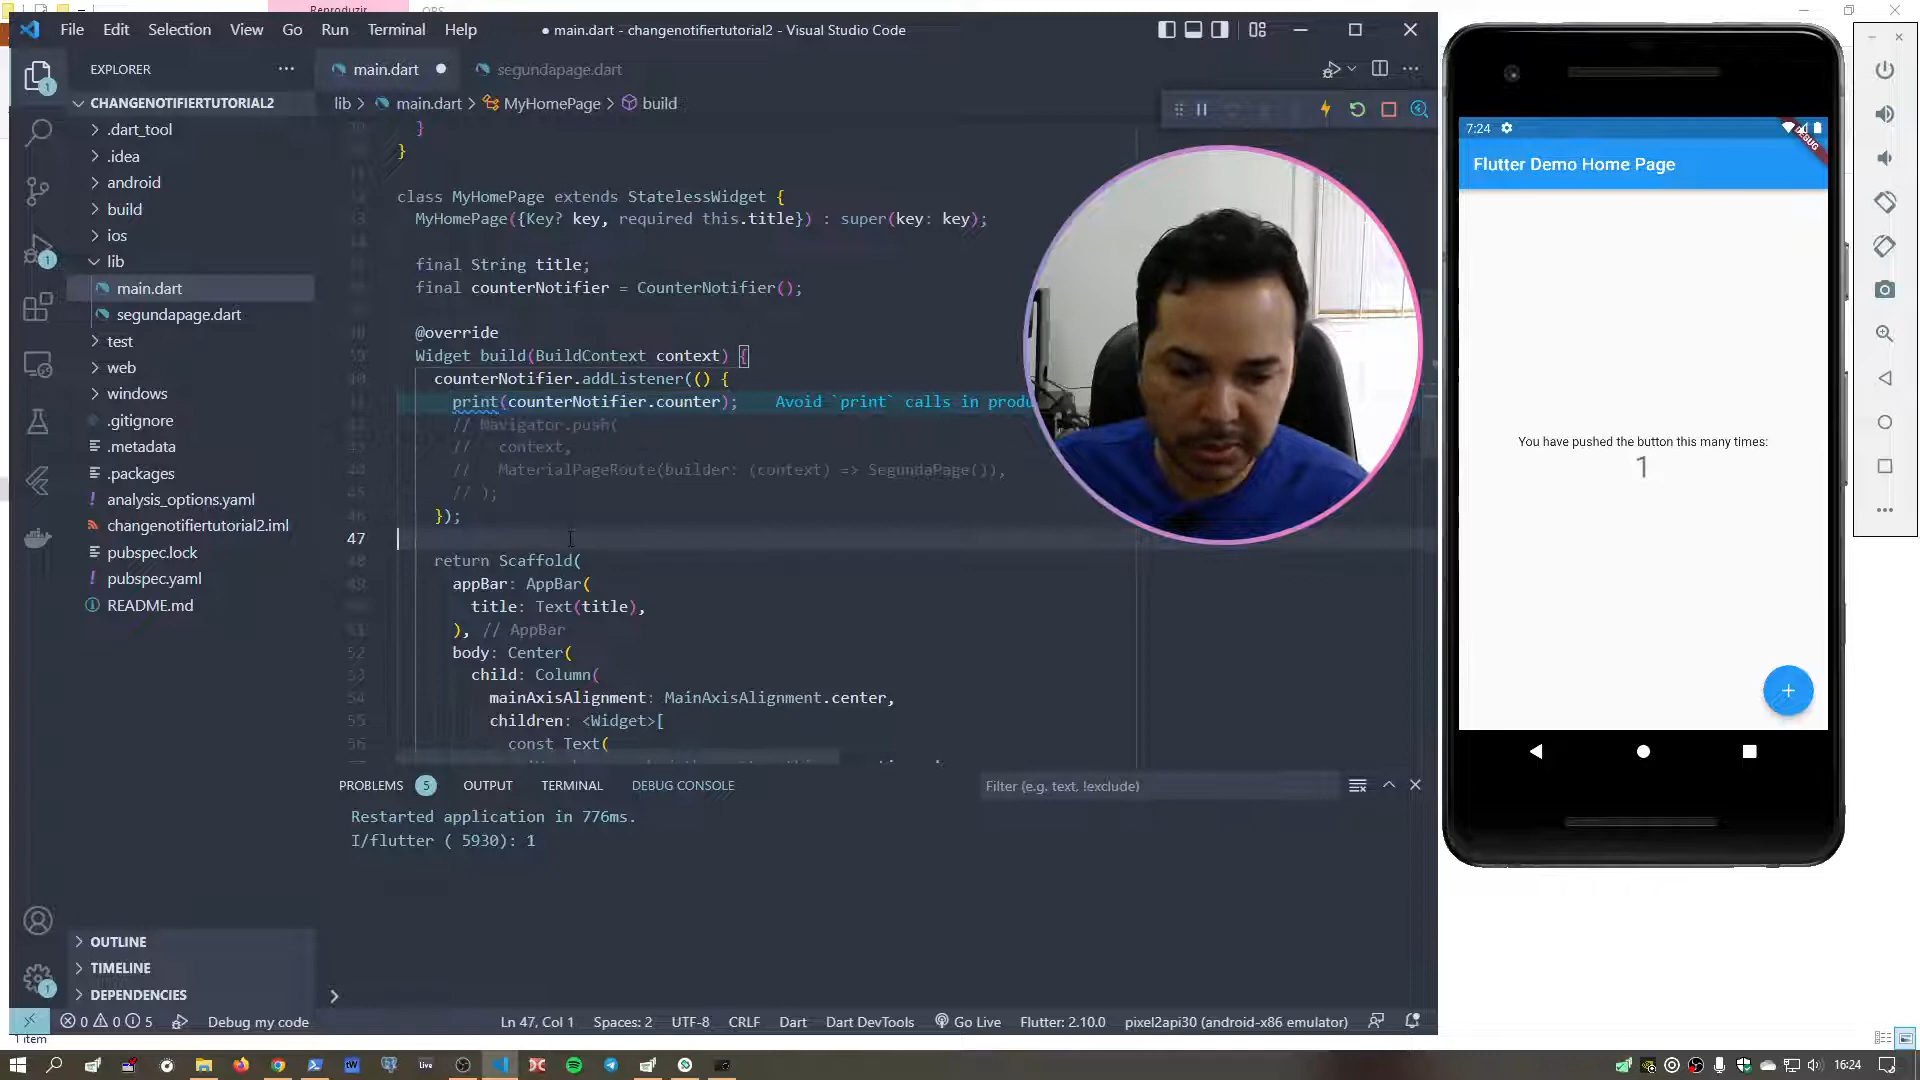 Reproduzir
OBS
File Edit Selection View Go Run Terminal Help
● main.dart - changenotifiertutorial2 - Visual Studio Code
EXPLORER
main.dart
segundapage.dart
CHANGENOTIFIERTUTORIAL2
lib > main.dart > MyHomePage > build
.dart_tool
.idea
android
build
ios
lib
main.dart
segundapage.dart
test
web
windows
.gitignore
.metadata
.packages
analysis_options.yaml
changenotifiertutorial2.iml
pubspec.lock
pubspec.yaml
README.md
OUTLINE
TIMELINE
DEPENDENCIES
}
}
class MyHomePage extends StatelessWidget {
MyHomePage({Key? key, required this.title}) : super(key: key);
final String title;
final counterNotifier = CounterNotifier();
@override
Widget build(BuildContext context) {
counterNotifier.addListener(() {
print(counterNotifier.counter); Avoid `print` calls in produ
// Navigator.push(
// context,
// MaterialPageRoute(builder: (context) => SegundaPage()),
// );
});
47
return Scaffold(
appBar: AppBar(
title: Text(title),
), // AppBar
52 body: Center(
53 child: Column(
54 mainAxisAlignment: MainAxisAlignment.center,
55 children: <Widget>[
56 const Text(
PROBLEMS 5 OUTPUT TERMINAL DEBUG CONSOLE
Filter (e.g. text, !exclude)
Restarted application in 776ms.
I/flutter ( 5930): 1
0 0 5 Debug my code
Ln 47, Col 1 Spaces: 2 UTF-8 CRLF Dart Dart DevTools Go Live Flutter: 2.10.0 pixel2api30 (android-x86 emulator)
1 item
7:24
DEBUG
Flutter Demo Home Page
You have pushed the button this many times:
1
live
16:24